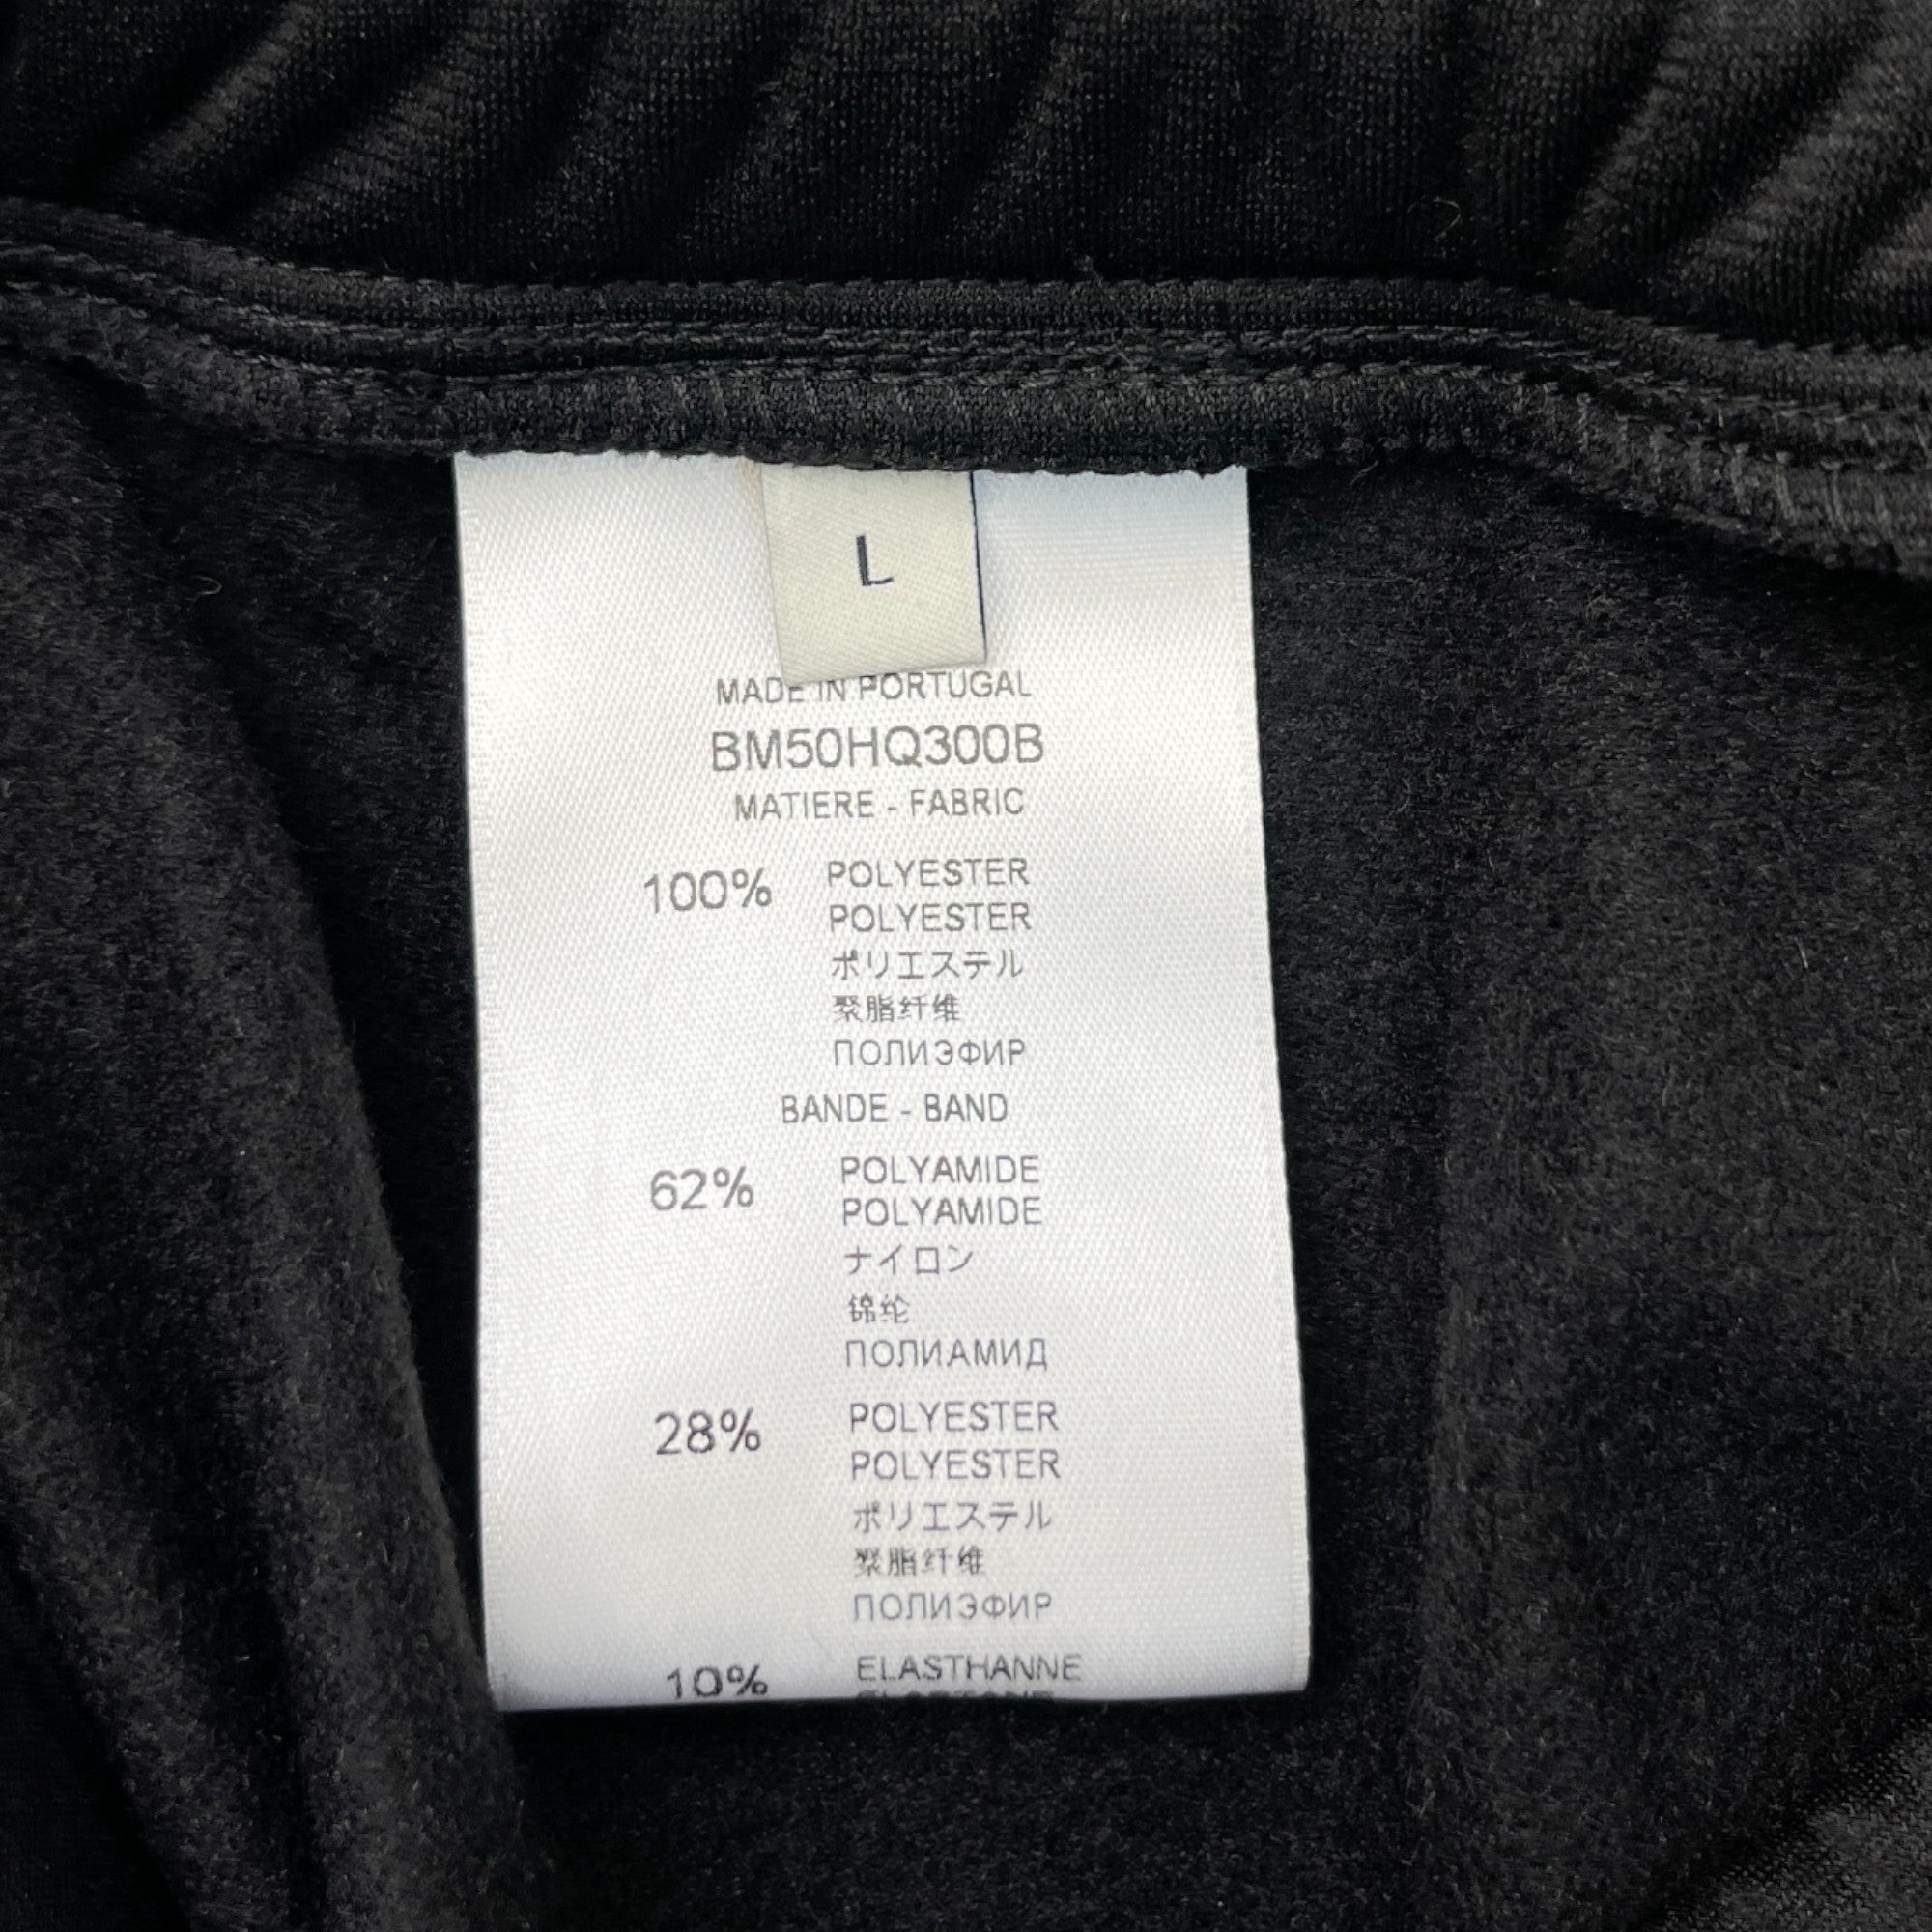 L
MADE IN PORTUGAL
BM50HQ300B
MATIERE - FABRIC
100% POLYESTER
POLYESTER
ポリエステル
聚脂纤维
ПОЛИЭФИР
BANDE - BAND
62% POLYAMIDE
POLYAMIDE
ナイロン
锦纶
ПОЛИАМИД
28% POLYESTER
POLYESTER
ポリエステル
聚脂纤维
ПОЛИЭФИР
10% ELASTHANNE